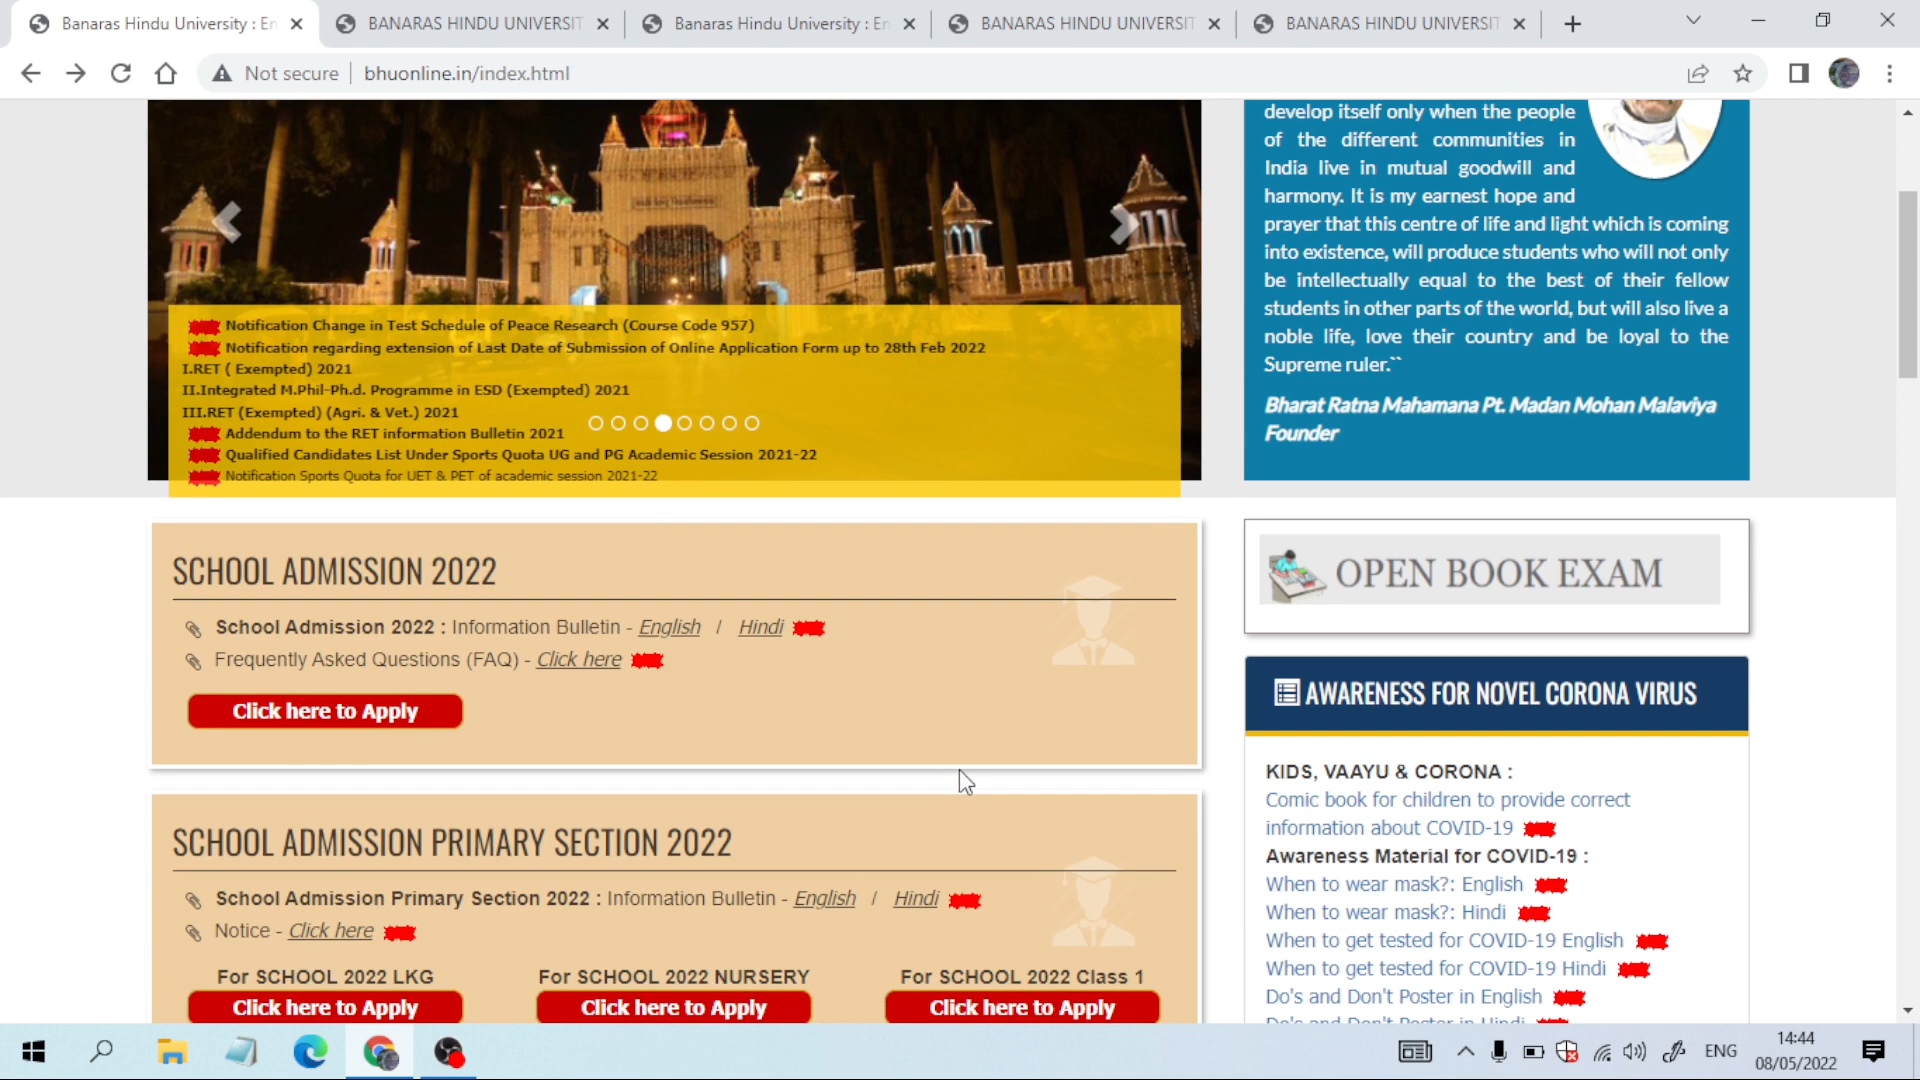 Banaras Hindu University : En
BANARAS HINDU UNIVERSIT
Banaras Hindu University : En
BANARAS HINDU UNIVERSIT
BANARAS HINDU UNIVERSIT
Not secure
bhuonline.in/index.html
Notification Change in Test Schedule of Peace Research (Course Code 957)
Notification regarding extension of Last Date of Submission of Online Application Form up to 28th Feb 2022
I.RET ( Exempted) 2021
II.Integrated M.Phil-Ph.d. Programme in ESD (Exempted) 2021
III.RET (Exempted) (Agri. & Vet.) 2021
Addendum to the RET information Bulletin 2021
Qualified Candidates List Under Sports Quota UG and PG Academic Session 2021-22
Notification Sports Quota for UET & PET of academic session 2021-22
develop itself only when the people
of the different communities in
India live in mutual goodwill and
harmony. It is my earnest hope and
prayer that this centre of life and light which is coming
into existence, will produce students who will not only
be intellectually equal to the best of their fellow
students in other parts of the world, but will also live a
noble life, love their country and be loyal to the
Supreme ruler.``
Bharat Ratna Mahamana Pt. Madan Mohan Malaviya
Founder
SCHOOL ADMISSION 2022
School Admission 2022 : Information Bulletin - English / Hindi
Frequently Asked Questions (FAQ) - Click here
Click here to Apply
SCHOOL ADMISSION PRIMARY SECTION 2022
School Admission Primary Section 2022 : Information Bulletin - English / Hindi
Notice - Click here
For SCHOOL 2022 LKG
For SCHOOL 2022 NURSERY
For SCHOOL 2022 Class 1
Click here to Apply
Click here to Apply
Click here to Apply
OPEN BOOK EXAM
AWARENESS FOR NOVEL CORONA VIRUS
KIDS, VAAYU & CORONA :
Comic book for children to provide correct
information about COVID-19
Awareness Material for COVID-19 :
When to wear mask?: English
When to wear mask?: Hindi
When to get tested for COVID-19 English
When to get tested for COVID-19 Hindi
Do's and Don't Poster in English
Do's and Don't Poster in Hindi
ENG
14:44
08/05/2022